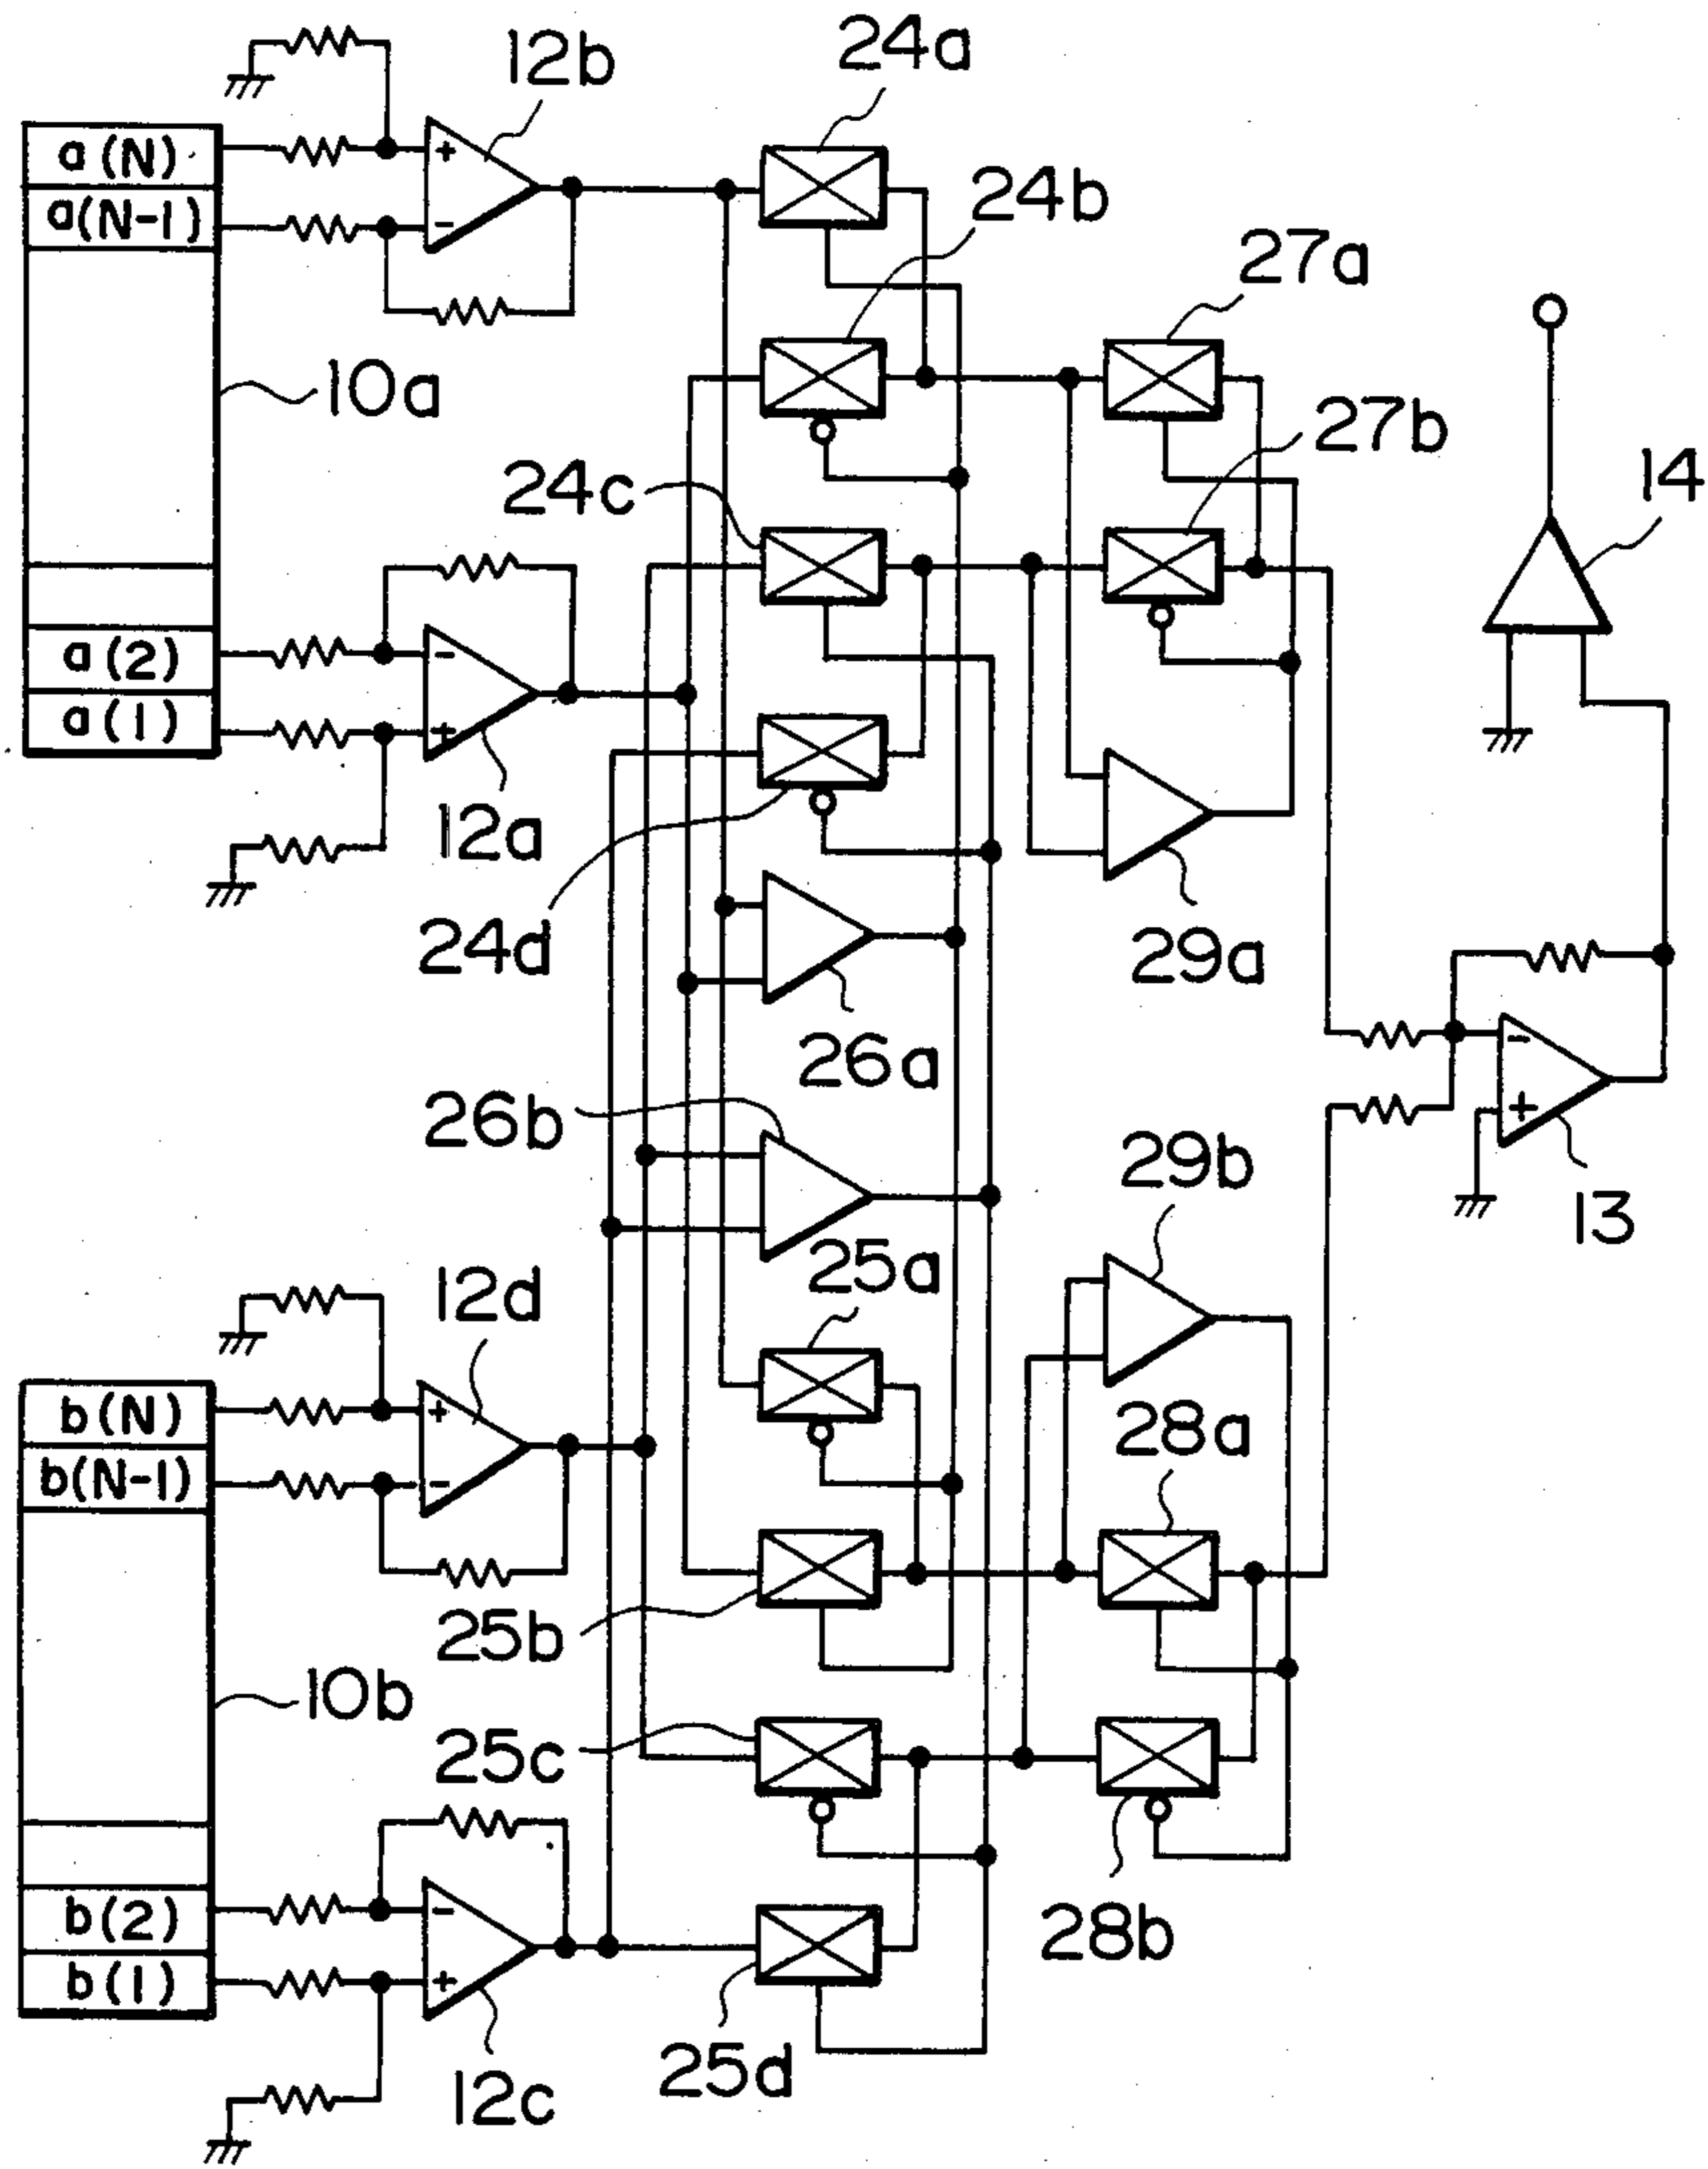 24a
12b
a(N)
24b
a(N-1)
27a
10a
27b
24c
14
a(2)
a(1)
12a
24d
29a
26a
26b
29b
13
25a
12d
b(N)
28a
b(N-1)
25b
10b
25c
b(2)
28b
b(1)
25d
12c
+
-
-
+
-
+
+
-
-
+